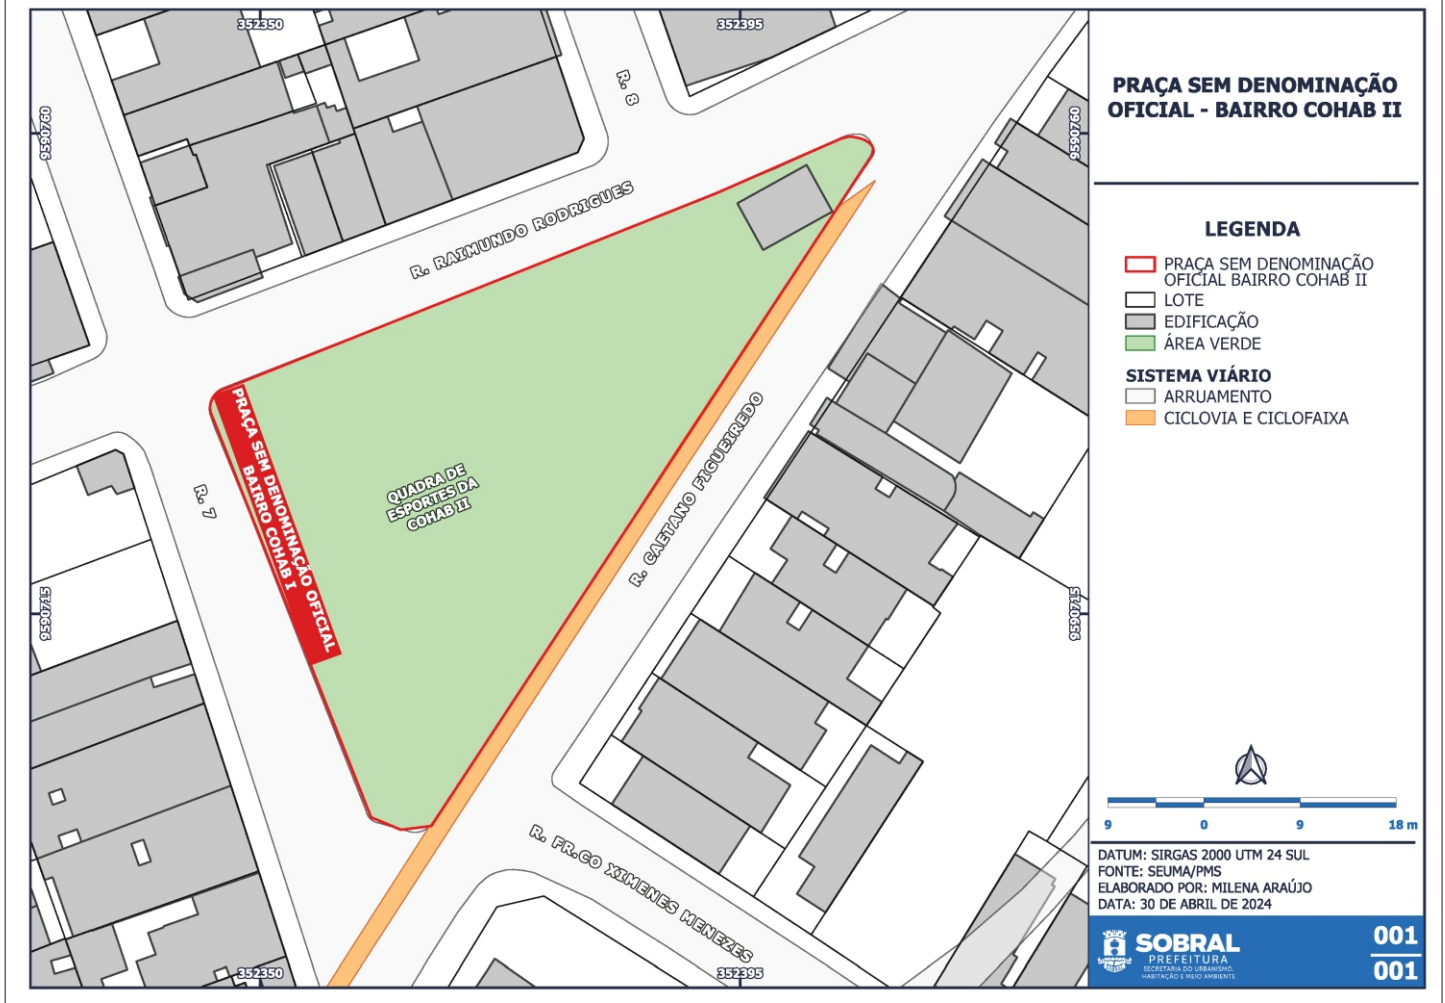 352350
352395
9590760
9590760
R. 8
R. RAIMUNDO RODRIGUES
PRAÇA SEM DENOMINAÇÃO OFICIAL
BAIRRO COHAB I
R. 7
QUADRA DE
ESPORTES DA
COHAB II
R. CAETANO FIGUEIREDO
9590715
9590715
R. FR.CO XIMENES MENEZES
352350
352395
PRAÇA SEM DENOMINAÇÃO
OFICIAL - BAIRRO COHAB II
LEGENDA
PRAÇA SEM DENOMINAÇÃO
OFICIAL BAIRRO COHAB II
LOTE
EDIFICAÇÃO
ÁREA VERDE
SISTEMA VIÁRIO
ARRUAMENTO
CICLOVIA E CICLOFAIXA
9 0 9 18 m
DATUM: SIRGAS 2000 UTM 24 SUL
FONTE: SEUMA/PMS
ELABORADO POR: MILENA ARAÚJO
DATA: 30 DE ABRIL DE 2024
SOBRAL
PREFEITURA
SECRETARIA DO URBANISMO,
HABITAÇÃO E MEIO AMBIENTE
001
001